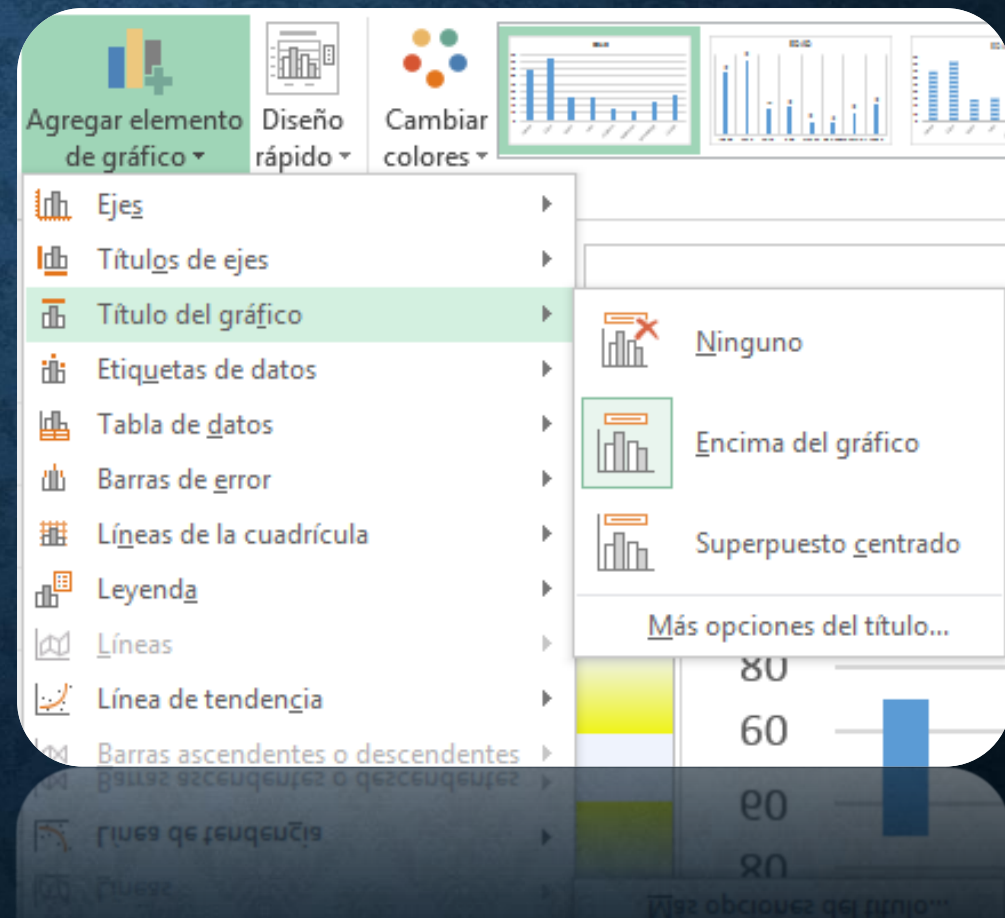 Agregar elemento
de gráfico
Diseño
rápido
Cambiar
colores
Ejes
Títulos de ejes
Título del gráfico
Etiquetas de datos
Tabla de datos
Barras de error
Líneas de la cuadrícula
Leyenda
Líneas
Línea de tendencia
Barras ascendentes o descendentes
Ninguno
Encima del gráfico
Superpuesto centrado
Más opciones del título...
80
60